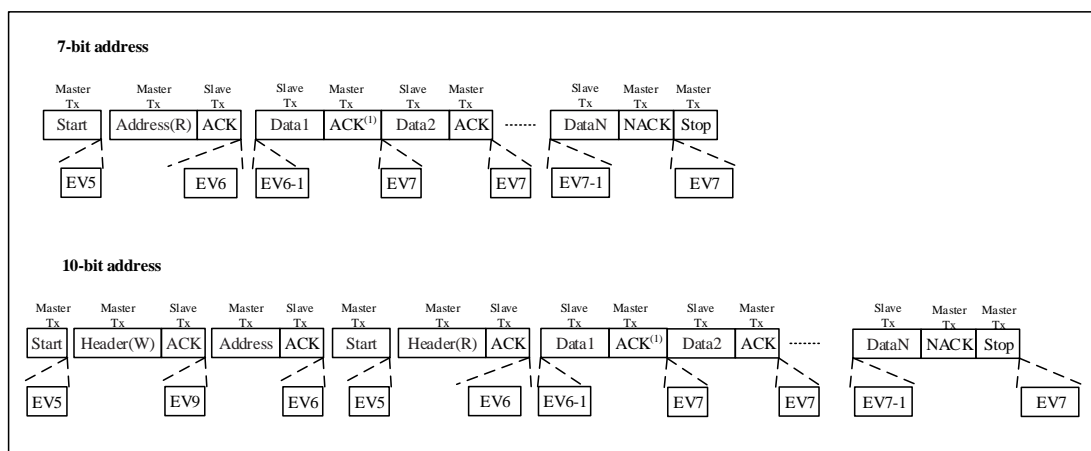 7-bit address
Master Tx Master Tx Slave Tx Slave Tx Master Tx Slave Tx Master Tx Slave Tx Master Tx Master Tx
Start Address(R) ACK Data1 ACK(1) Data2 ACK ······· DataN NACK Stop
EV5 EV6 EV6-1 EV7 EV7 EV7-1 EV7
10-bit address
Master Tx Master Tx Slave Tx Master Tx Slave Tx Master Tx Master Tx Slave Tx Slave Tx Master Tx Slave Tx Master Tx Slave Tx Master Tx Master Tx
Start Header(W) ACK Address ACK Start Header(R) ACK Data1 ACK(1) Data2 ACK ······· DataN NACK Stop
EV5 EV9 EV6 EV5 EV6 EV6-1 EV7 EV7 EV7-1 EV7